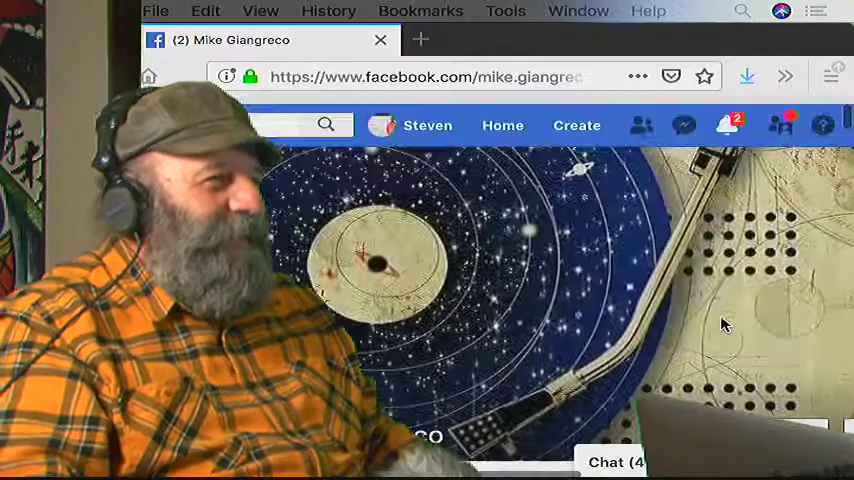 File Edit View History Bookmarks Tools Window Help
(2) Mike Giangreco
https://www.facebook.com/mike.giangrec
Steven Home Create 2
CO
Chat (4